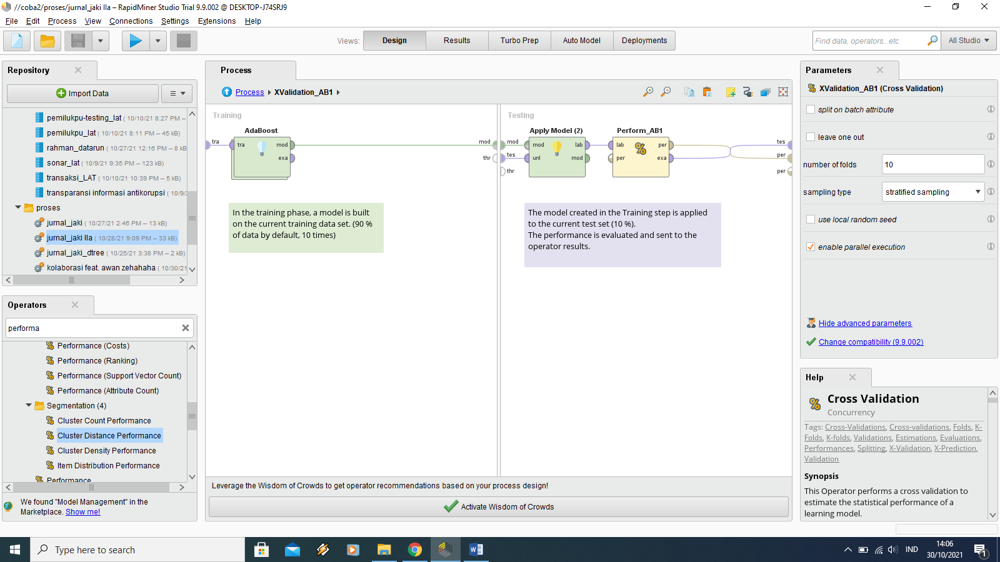 //coba2/proses/jurnal_jaki lla – RapidMiner Studio Trial 9.9.002 @ DESKTOP-J74SRJ9
File Edit Process View Connections Settings Extensions Help
Views: Design Results Turbo Prep Auto Model Deployments
Find data, operators...etc
All Studio
Repository
Import Data
pemilukpu-testing_lat ( 10/10/21 8:27 PM –
pemilukpu_lat ( 10/10/21 8:11 PM – 45 kB)
rahman_datarun ( 10/27/21 12:16 PM – 8 kB
sonar_lat ( 10/9/21 9:35 PM – 123 kB)
transaksi_LAT ( 10/10/21 10:39 PM – 5 kB)
transparansi informasi antikorupsi ( 10/9/
proses
jurnal_jaki ( 10/27/21 2:46 PM – 13 kB)
jurnal_jaki lla ( 10/28/21 9:09 PM – 33 kB)
jurnal_jaki_dtree ( 10/25/21 3:38 PM – 2 kB)
kolaborasi feat. awan zehahaha ( 10/30/21
Operators
performa
Performance (Costs)
Performance (Ranking)
Performance (Support Vector Count)
Performance (Attribute Count)
Segmentation (4)
Cluster Count Performance
Cluster Distance Performance
Cluster Density Performance
Item Distribution Performance
Performance
We found "Model Management" in the
Marketplace. Show me!
Process
Process XValidation_AB1
Training
AdaBoost
tra
tra mod
exa
mod
thr
In the training phase, a model is built
on the current training data set. (90 %
of data by default, 10 times)
Testing
Apply Model (2)
Perform_AB1
mod
tes
thr
mod lab
unl mod
lab per
per exa
tes
per
per
The model created in the Training step is applied
to the current test set (10 %).
The performance is evaluated and sent to the
operator results.
Leverage the Wisdom of Crowds to get operator recommendations based on your process design!
Activate Wisdom of Crowds
Parameters
XValidation_AB1 (Cross Validation)
split on batch attribute
leave one out
number of folds 10
sampling type stratified sampling
use local random seed
enable parallel execution
Hide advanced parameters
Change compatibility (9.9.002)
Help
Cross Validation
Concurrency
Tags: Cross-Validations, Cross-validations, Folds, K-
Folds, K-folds, Validations, Estimations, Evaluations,
Performances, Splitting, X-Validation, X-Prediction,
Validation
Synopsis
This Operator performs a cross validation to
estimate the statistical performance of a
learning model.
Type here to search
IND
14:06
30/10/2021
1